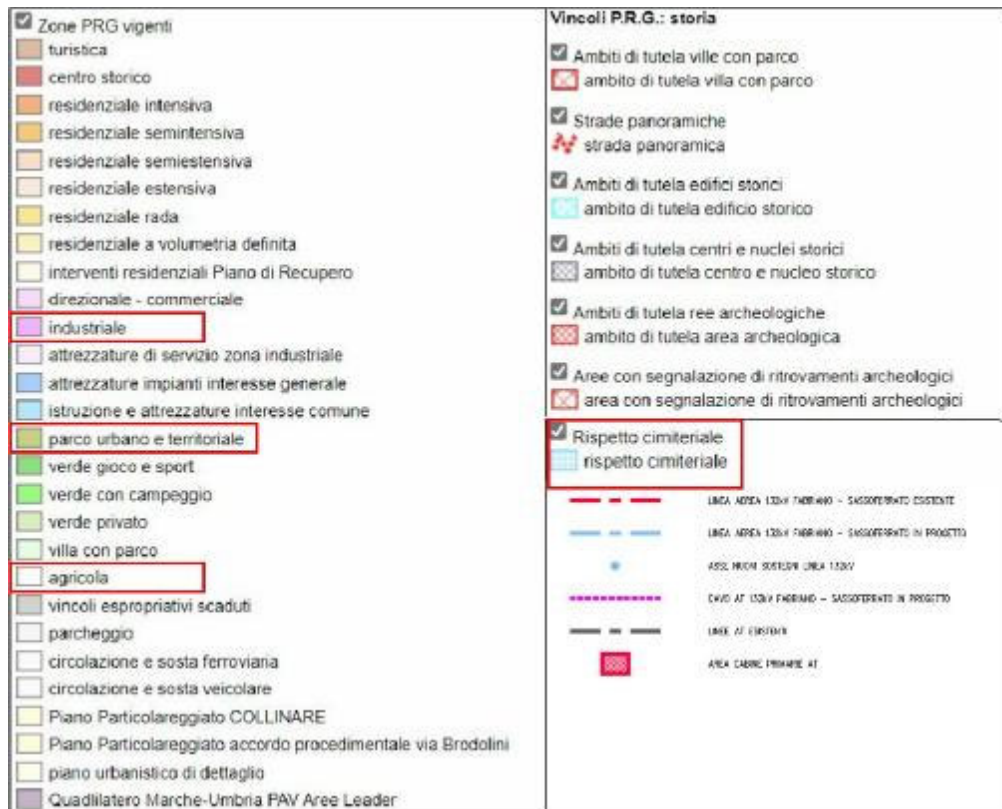 Zone PRG vigenti
turistica
centro storico
residenziale intensiva
residenziale semintensiva
residenziale semiestensiva
residenziale estensiva
residenziale rada
residenziale a volumetria definita
interventi residenziali Piano di Recupero
direzionale - commerciale
industriale
attrezzature di servizio zona industriale
attrezzature impianti interesse generale
istruzione e attrezzature interesse comune
parco urbano e territoriale
verde gioco e sport
verde con campeggio
verde privato
villa con parco
agricola
vincoli espropriativi scaduti
parcheggio
circolazione e sosta ferroviaria
circolazione e sosta veicolare
Piano Particolareggiato COLLINARE
Piano Particolareggiato accordo procedimentale via Brodolini
piano urbanistico di dettaglio
Quadlilatero Marche-Umbria PAV Aree Leader
Vincoli P.R.G.: storia
Ambiti di tutela ville con parco
ambito di tutela villa con parco
Strade panoramiche
strada panoramica
Ambiti di tutela edifici storici
ambito di tutela edificio storico
Ambiti di tutela centri e nuclei storici
ambito di tutela centro e nucleo storico
Ambiti di tutela ree archeologiche
ambito di tutela area archeologica
Aree con segnalazione di ritrovamenti archeologici
area con segnalazione di ritrovamenti archeologici
Rispetto cimiteriale
rispetto cimiteriale
LINEA AEREA 132kV FABRIANO - SASSOFERRATO ESISTENTE
LINEA AEREA 132kV FABRIANO - SASSOFERRATO IN PROGETTO
ASSI NUOVI SOSTEGNI LINEA 132kV
CAVO AT 132kV FABRIANO - SASSOFERRATO IN PROGETTO
LINEE AT ESISTENTI
AREA CABINE PRIMARIE AT